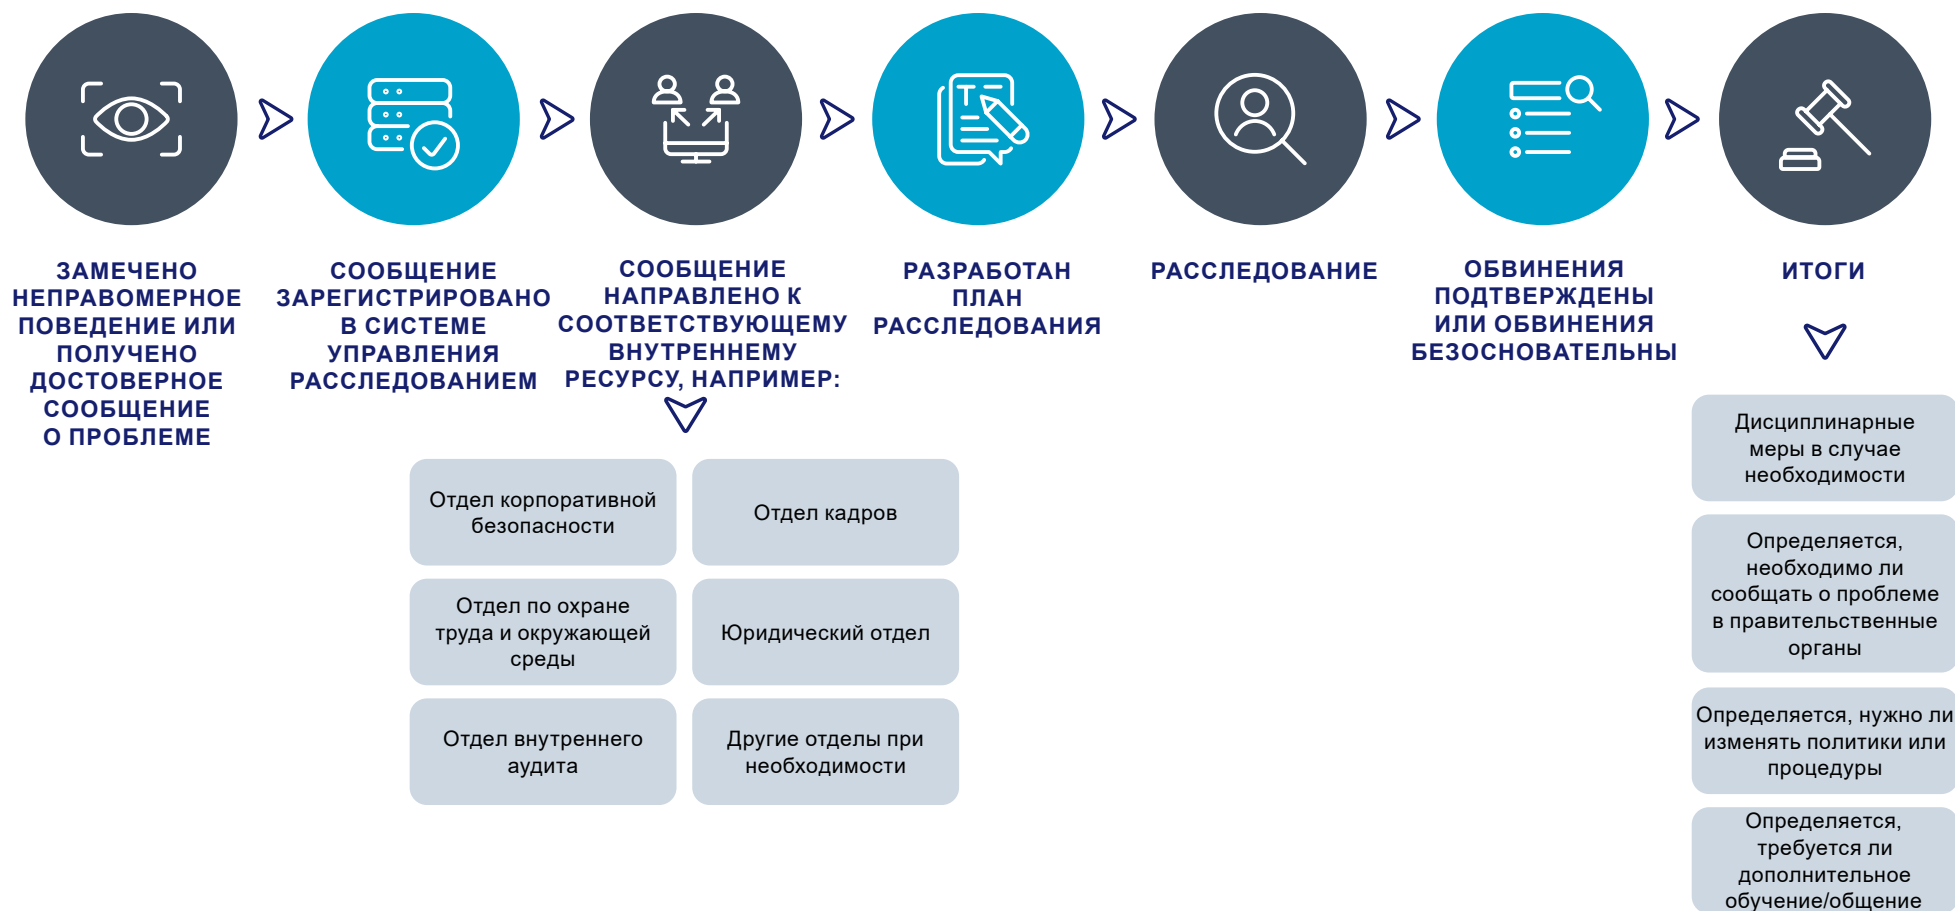 ЗАМЕЧЕНО
НЕПРАВОМЕРНОЕ
ПОВЕДЕНИЕ ИЛИ
ПОЛУЧЕНО
ДОСТОВЕРНОЕ
СООБЩЕНИЕ
О ПРОБЛЕМЕ
СООБЩЕНИЕ
ЗАРЕГИСТРИРОВАНО
В СИСТЕМЕ
УПРАВЛЕНИЯ
РАССЛЕДОВАНИЕМ
СООБЩЕНИЕ
НАПРАВЛЕНО К
СООТВЕТСТВУЮЩЕМУ
ВНУТРЕННЕМУ
РЕСУРСУ, НАПРИМЕР:
Отдел корпоративной
безопасности
Отдел кадров
Отдел по охране
труда и окружающей
среды
Юридический отдел
Отдел внутреннего
аудита
Другие отделы при
необходимости
РАЗРАБОТАН
ПЛАН
РАССЛЕДОВАНИЯ
РАССЛЕДОВАНИЕ
ОБВИНЕНИЯ
ПОДТВЕРЖДЕНЫ
ИЛИ ОБВИНЕНИЯ
БЕЗОСНОВАТЕЛЬНЫ
ИТОГИ
Дисциплинарные
меры в случае
необходимости
Определяется,
необходимо ли
сообщать о проблеме
в правительственные
органы
Определяется, нужно ли
изменять политики или
процедуры
Определяется,
требуется ли
дополнительное
обучение/общение